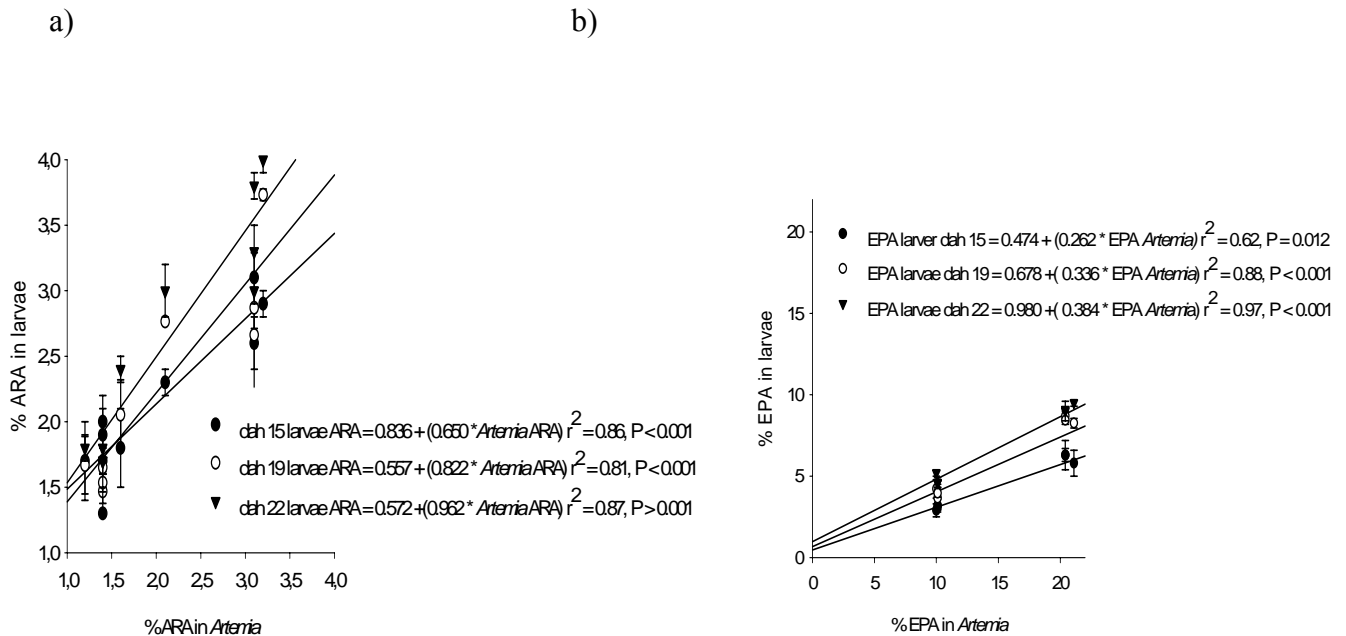 a)
b)
4,0
3,5
3,0
2,5
2,0
1,5
1,0
% ARA in larvae
dah 15 larvae ARA = 0.836 + (0.650 * Artemia ARA) r² = 0.86, P < 0.001
dah 19 larvae ARA = 0.557 + (0.822 * Artemia ARA) r² = 0.81, P < 0.001
dah 22 larvae ARA = 0.572 +(0.962 * Artemia ARA) r² = 0.87, P > 0.001
1,0 1,5 2,0 2,5 3,0 3,5 4,0
% ARA in Artemia
20
15
10
5
0
% EPA in larvae
EPA larver dah 15 = 0.474 + (0.262 * EPA Artemia) r² = 0.62, P = 0.012
EPA larvae dah 19 = 0.678 +( 0.336 * EPA Artemia) r² = 0.88, P < 0.001
EPA larvae dah 22 = 0.980 +( 0.384 * EPA Artemia) r² = 0.97, P < 0.001
0 5 10 15 20
% EPA in Artemia